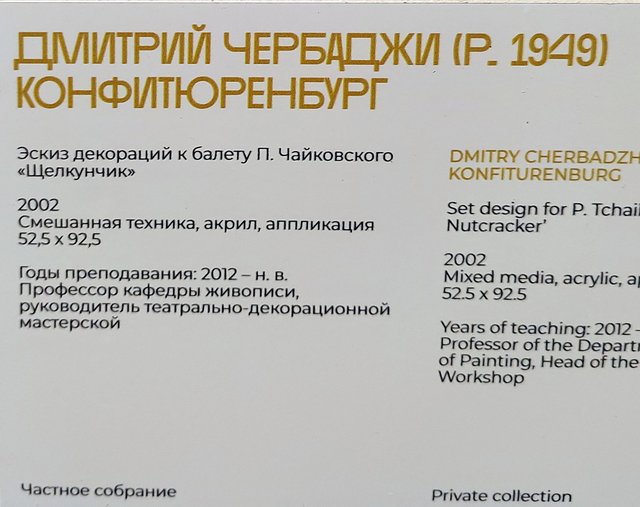 ДМИТРИЙ ЧЕРБАДЖИ (Р. 1949)
КОНФИТЮРЕНБУРГ
Эскиз декораций к балету П. Чайковского
«Щелкунчик»
2002
Смешанная техника, акрил, аппликация
52,5 х 92,5
Годы преподавания: 2012 – н. в.
Профессор кафедры живописи,
руководитель театрально-декорационной
мастерской
Частное собрание
DMITRY
KONFITURENBURG
Set design for P.
Nutcracker’
2002
Mixed media, acrylic,
52.5 x 92.5
Years of teaching: 2012 –
Professor of the
of Painting, Head of the
Workshop
Private collection